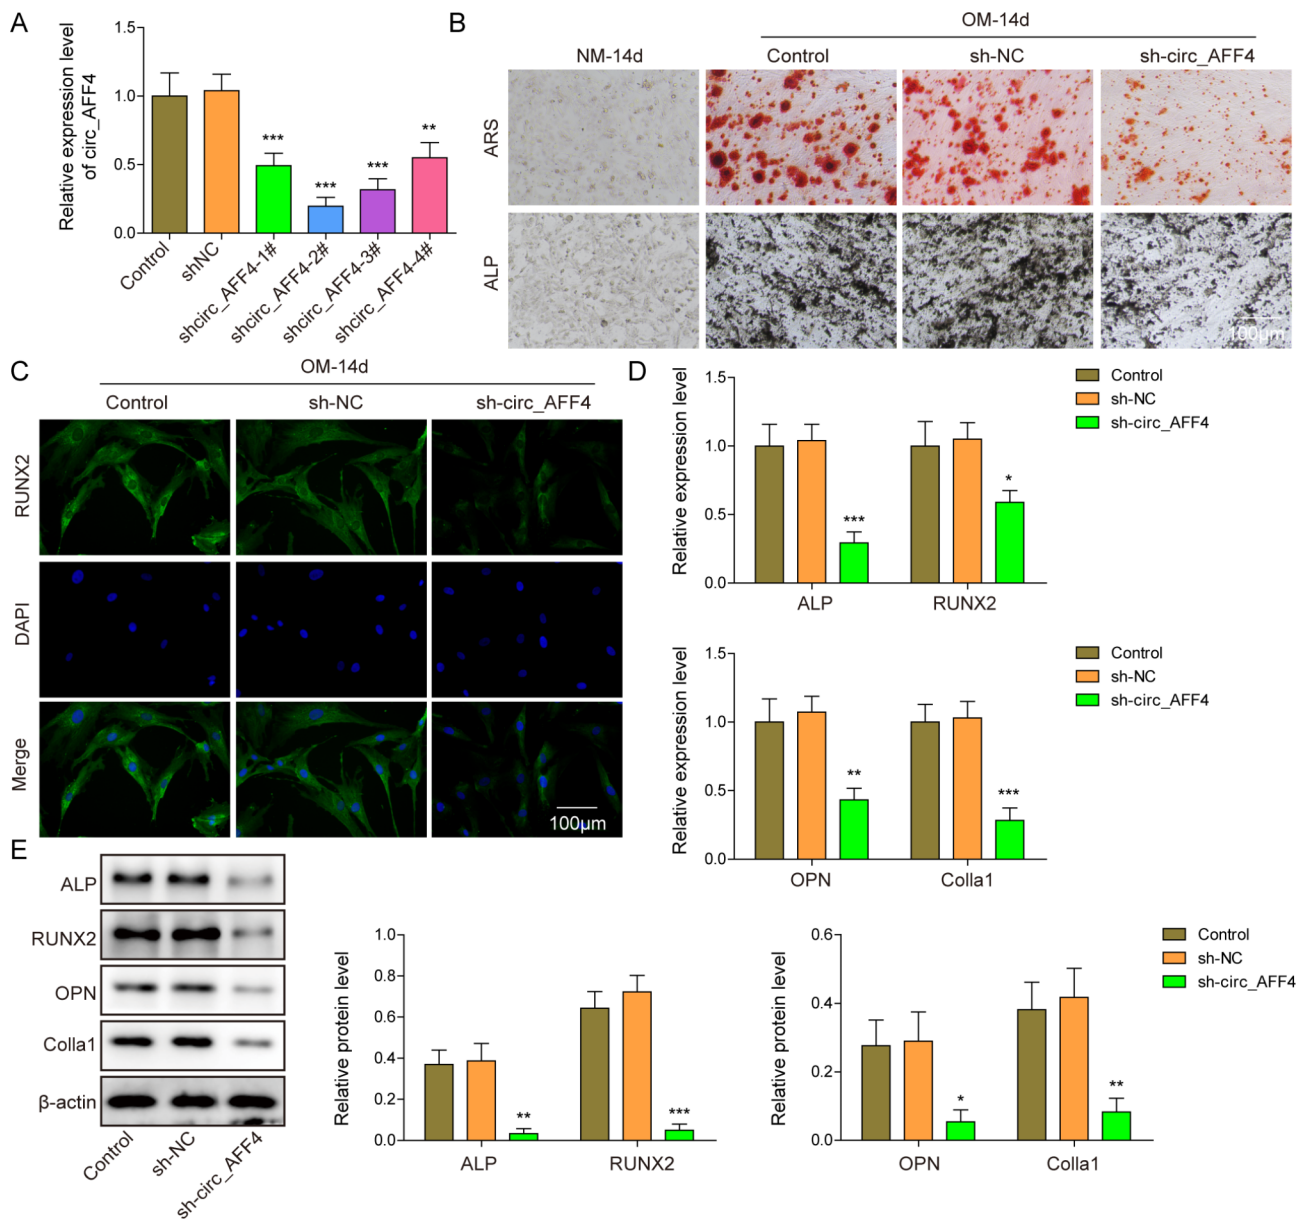 A
Relative expression level
of circ_AFF4
1.5
1.0
0.5
0.0
***
***
***
**
Control
shNC
shcirc_AFF4-1#
shcirc_AFF4-2#
shcirc_AFF4-3#
shcirc_AFF4-4#
B
OM-14d
NM-14d
Control
sh-NC
sh-circ_AFF4
ARS
ALP
100μm
C
OM-14d
Control
sh-NC
sh-circ_AFF4
RUNX2
DAPI
Merge
100μm
D
Relative expression level
1.5
1.0
0.5
0.0
***
*
ALP
RUNX2
Control
sh-NC
sh-circ_AFF4
Relative expression level
1.5
1.0
0.5
0.0
**
***
OPN
Colla1
Control
sh-NC
sh-circ_AFF4
E
ALP
RUNX2
OPN
Colla1
β-actin
Control
sh-NC
sh-circ_AFF4
Relative protein level
1.0
0.8
0.6
0.4
0.2
0.0
**
***
ALP
RUNX2
Relative protein level
0.6
0.4
0.2
0.0
*
**
OPN
Colla1
Control
sh-NC
sh-circ_AFF4